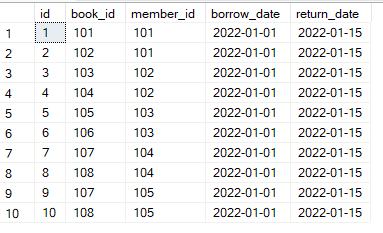 id book_id member_id borrow_date return_date
1 1 101 101 2022-01-01 2022-01-15
2 2 102 101 2022-01-01 2022-01-15
3 3 103 102 2022-01-01 2022-01-15
4 4 104 102 2022-01-01 2022-01-15
5 5 105 103 2022-01-01 2022-01-15
6 6 106 103 2022-01-01 2022-01-15
7 7 107 104 2022-01-01 2022-01-15
8 8 108 104 2022-01-01 2022-01-15
9 9 107 105 2022-01-01 2022-01-15
10 10 108 105 2022-01-01 2022-01-15